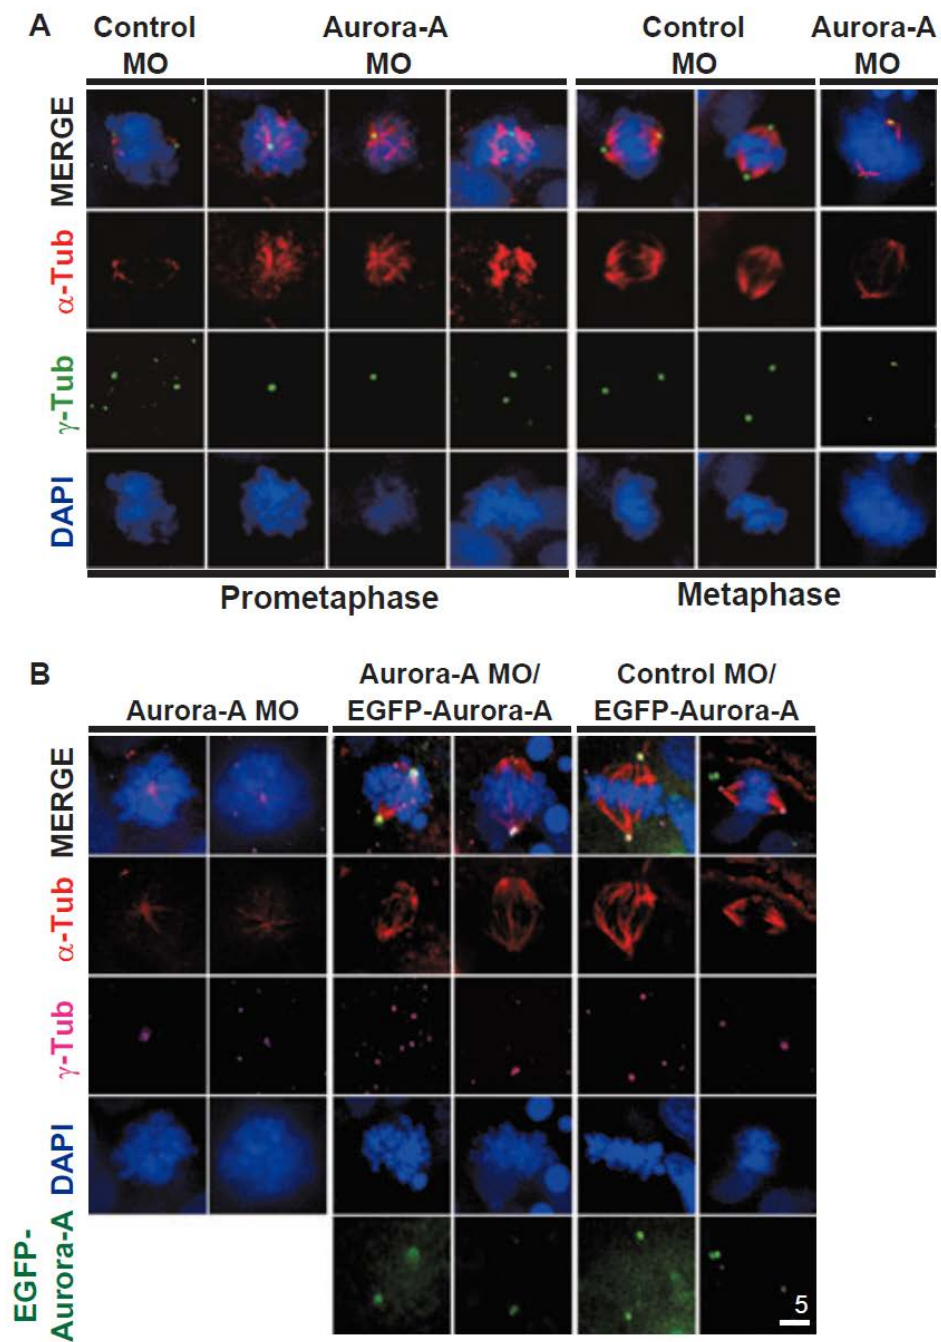 A
Control MO
Aurora-A MO
Control MO
Aurora-A MO
MERGE
α-Tub
γ-Tub
DAPI
Prometaphase
Metaphase
B
Aurora-A MO
Aurora-A MO/
EGFP-Aurora-A
Control MO/
EGFP-Aurora-A
MERGE
α-Tub
γ-Tub
DAPI
EGFP-
Aurora-A
5